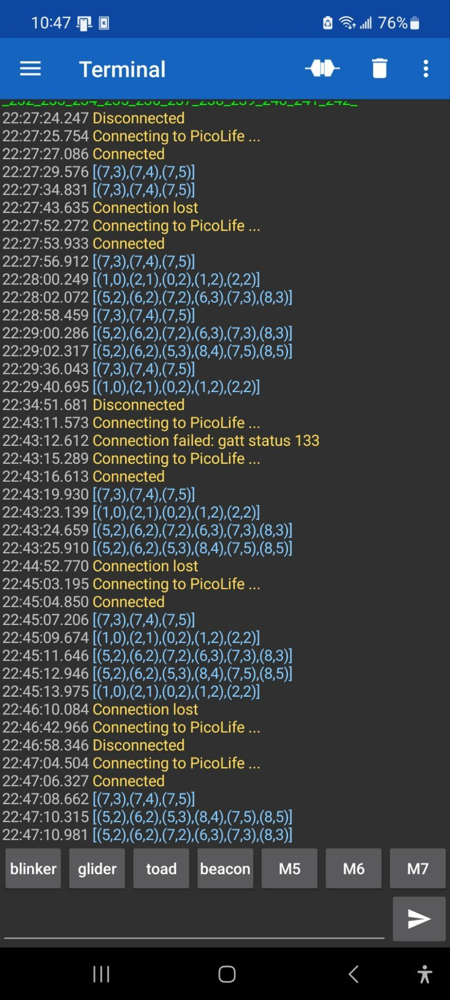 10:47 76%
Terminal
_232_233_234_235_236_237_238_239_240_241_242_
22:27:24.247 Disconnected
22:27:25.754 Connecting to PicoLife ...
22:27:27.086 Connected
22:27:29.576 [(7,3),(7,4),(7,5)]
22:27:34.831 [(7,3),(7,4),(7,5)]
22:27:43.635 Connection lost
22:27:52.272 Connecting to PicoLife ...
22:27:53.933 Connected
22:27:56.912 [(7,3),(7,4),(7,5)]
22:28:00.249 [(1,0),(2,1),(0,2),(1,2),(2,2)]
22:28:02.072 [(5,2),(6,2),(7,2),(6,3),(7,3),(8,3)]
22:28:58.459 [(7,3),(7,4),(7,5)]
22:29:00.286 [(5,2),(6,2),(7,2),(6,3),(7,3),(8,3)]
22:29:02.317 [(5,2),(6,2),(5,3),(8,4),(7,5),(8,5)]
22:29:36.043 [(7,3),(7,4),(7,5)]
22:29:40.695 [(1,0),(2,1),(0,2),(1,2),(2,2)]
22:34:51.681 Disconnected
22:43:11.573 Connecting to PicoLife ...
22:43:12.612 Connection failed: gatt status 133
22:43:15.289 Connecting to PicoLife ...
22:43:16.613 Connected
22:43:19.930 [(7,3),(7,4),(7,5)]
22:43:23.139 [(1,0),(2,1),(0,2),(1,2),(2,2)]
22:43:24.659 [(5,2),(6,2),(7,2),(6,3),(7,3),(8,3)]
22:43:25.910 [(5,2),(6,2),(5,3),(8,4),(7,5),(8,5)]
22:44:52.770 Connection lost
22:45:03.195 Connecting to PicoLife ...
22:45:04.850 Connected
22:45:07.206 [(7,3),(7,4),(7,5)]
22:45:09.674 [(1,0),(2,1),(0,2),(1,2),(2,2)]
22:45:11.646 [(5,2),(6,2),(7,2),(6,3),(7,3),(8,3)]
22:45:12.946 [(5,2),(6,2),(5,3),(8,4),(7,5),(8,5)]
22:45:13.975 [(1,0),(2,1),(0,2),(1,2),(2,2)]
22:46:10.084 Connection lost
22:46:42.966 Connecting to PicoLife ...
22:46:58.346 Disconnected
22:47:04.504 Connecting to PicoLife ...
22:47:06.327 Connected
22:47:08.662 [(7,3),(7,4),(7,5)]
22:47:10.315 [(5,2),(6,2),(5,3),(8,4),(7,5),(8,5)]
22:47:10.981 [(5,2),(6,2),(7,2),(6,3),(7,3),(8,3)]
blinker glider toad beacon M5 M6 M7